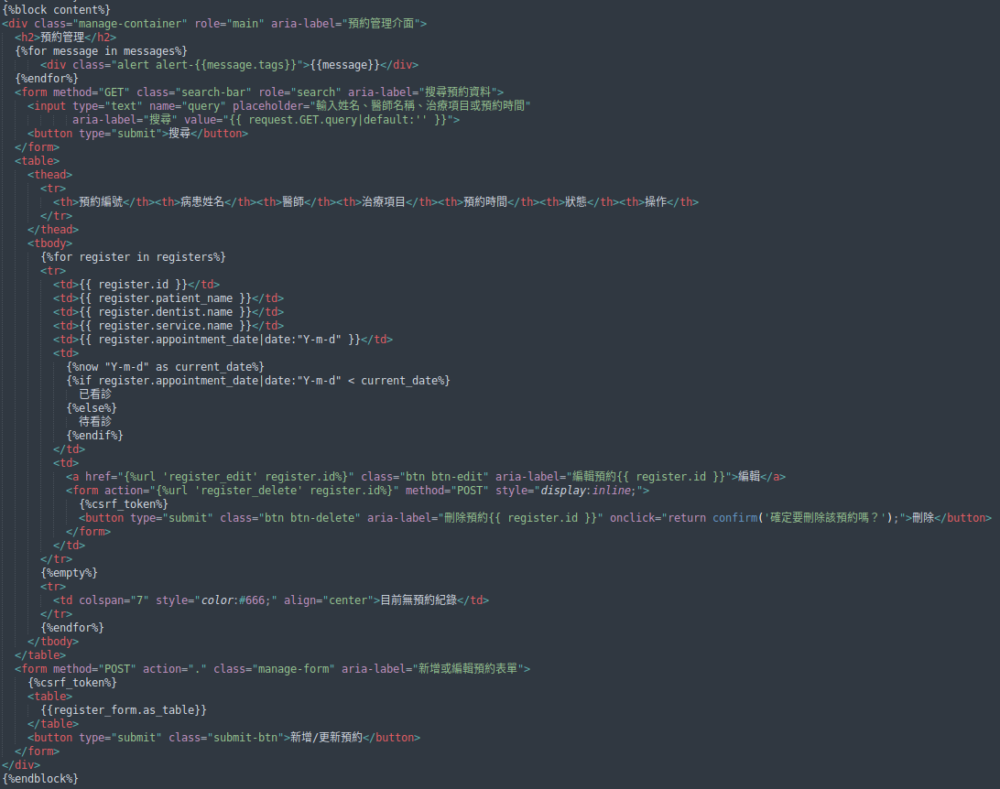 {%block content%}
<div class="manage-container" role="main" aria-label="預約管理介面">
<h2>預約管理</h2>
{%for message in messages%}
<div class="alert alert-{{message.tags}}">{{message}}</div>
{%endfor%}
<form method="GET" class="search-bar" role="search" aria-label="搜尋預約資料">
<input type="text" name="query" placeholder="輸入姓名、醫師名稱、治療項目或預約時間"
aria-label="搜尋" value="{{ request.GET.query|default:'' }}">
<button type="submit">搜尋</button>
</form>
<table>
<thead>
<tr>
<th>預約編號</th><th>病患姓名</th><th>醫師</th><th>治療項目</th><th>預約時間</th><th>狀態</th><th>操作</th>
</tr>
</thead>
<tbody>
{%for register in registers%}
<tr>
<td>{{ register.id }}</td>
<td>{{ register.patient_name }}</td>
<td>{{ register.dentist.name }}</td>
<td>{{ register.service.name }}</td>
<td>{{ register.appointment_date|date:"Y-m-d" }}</td>
<td>
{%now "Y-m-d" as current_date%}
{%if register.appointment_date|date:"Y-m-d" < current_date%}
已看診
{%else%}
待看診
{%endif%}
</td>
<td>
<a href="{%url 'register_edit' register.id%}" class="btn btn-edit" aria-label="編輯預約{{ register.id }}">編輯</a>
<form action="{%url 'register_delete' register.id%}" method="POST" style="display:inline;">
{%csrf_token%}
<button type="submit" class="btn btn-delete" aria-label="刪除預約{{ register.id }}" onclick="return confirm('確定要刪除該預約嗎？');">刪除</button>
</form>
</td>
</tr>
{%empty%}
<tr>
<td colspan="7" style="color:#666;" align="center">目前無預約紀錄</td>
</tr>
{%endfor%}
</tbody>
</table>
<form method="POST" action="." class="manage-form" aria-label="新增或編輯預約表單">
{%csrf_token%}
<table>
{{register_form.as_table}}
</table>
<button type="submit" class="submit-btn">新增/更新預約</button>
</form>
</div>
{%endblock%}